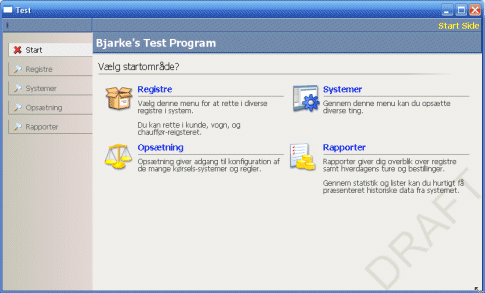 Test
Start Side
Bjarke's Test Program
Start
Registre
Systemer
Opsætning
Rapporter
Vælg startområde?
Registre
Vælg denne menu for at rette i diverse
registre i system.
Du kan rette i kunde, vogn, og
chauffør-reigsteret.
Systemer
Gennem denne menu kan du opsætte
diverse ting.
Opsætning
Opsætning giver adgang til konfiguration af
de mange kørsels-systemer og regler.
Rapporter
Rapporter giver dig overblik over registre
samt hverdagens ture og bestillinger.
Gennem statistik og lister kan du hurtigt få
præsenteret historiske data fra systemet.
DRAFT